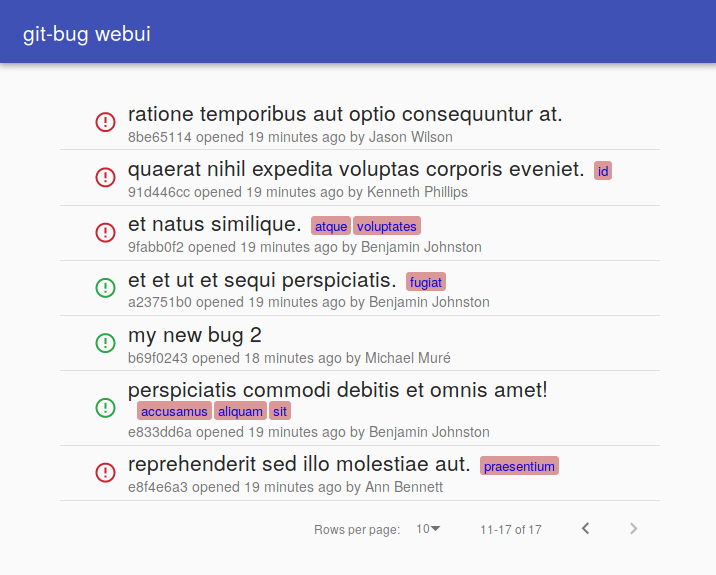 git-bug webui
ratione temporibus aut optio consequuntur at.
8be65114 opened 19 minutes ago by Jason Wilson
quaerat nihil expedita voluptas corporis eveniet. id
91d446cc opened 19 minutes ago by Kenneth Phillips
et natus similique. atque voluptates
9fabb0f2 opened 19 minutes ago by Benjamin Johnston
et et ut et sequi perspiciatis. fugiat
a23751b0 opened 19 minutes ago by Benjamin Johnston
my new bug 2
b69f0243 opened 18 minutes ago by Michael Muré
perspiciatis commodi debitis et omnis amet!
accusamus aliquam sit
e833dd6a opened 19 minutes ago by Benjamin Johnston
reprehenderit sed illo molestiae aut. praesentium
e8f4e6a3 opened 19 minutes ago by Ann Bennett
Rows per page: 10 11-17 of 17